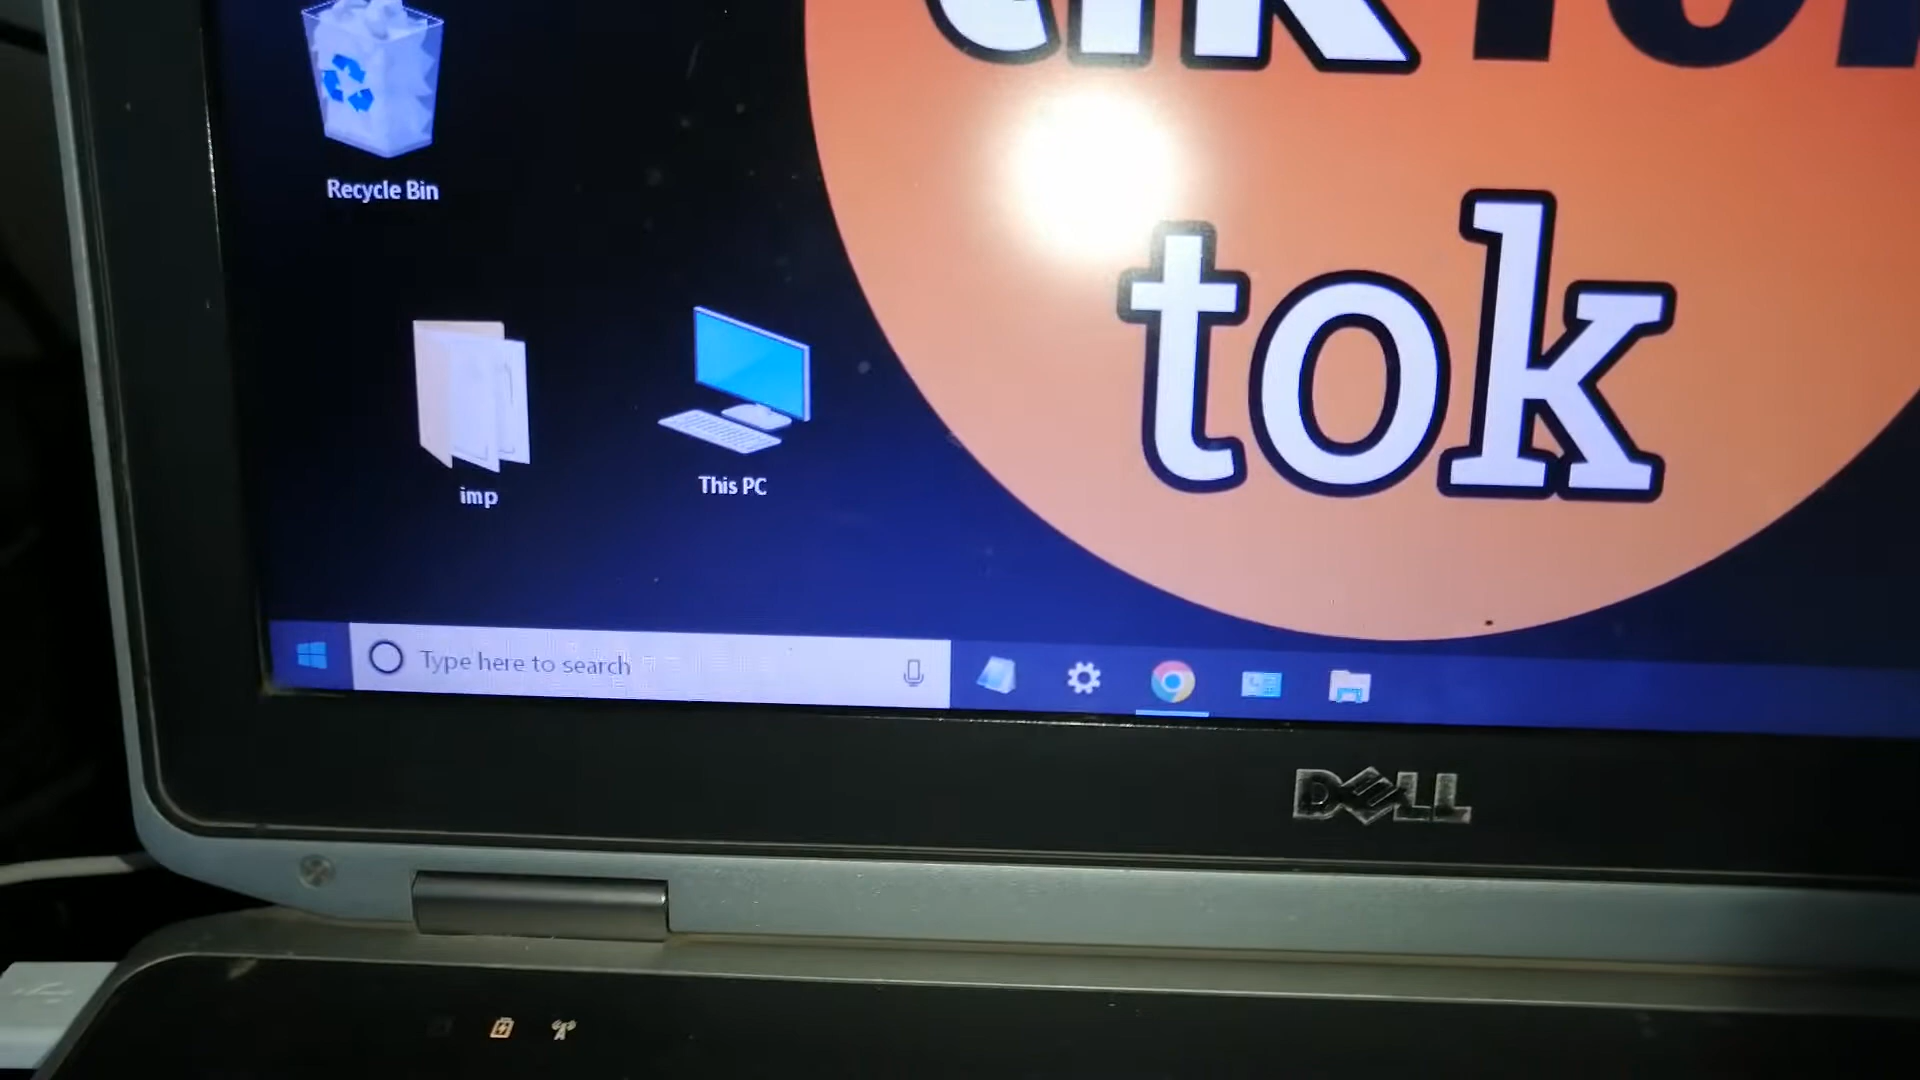 Recycle Bin
tok
imp
This PC
Type here to search
DELL